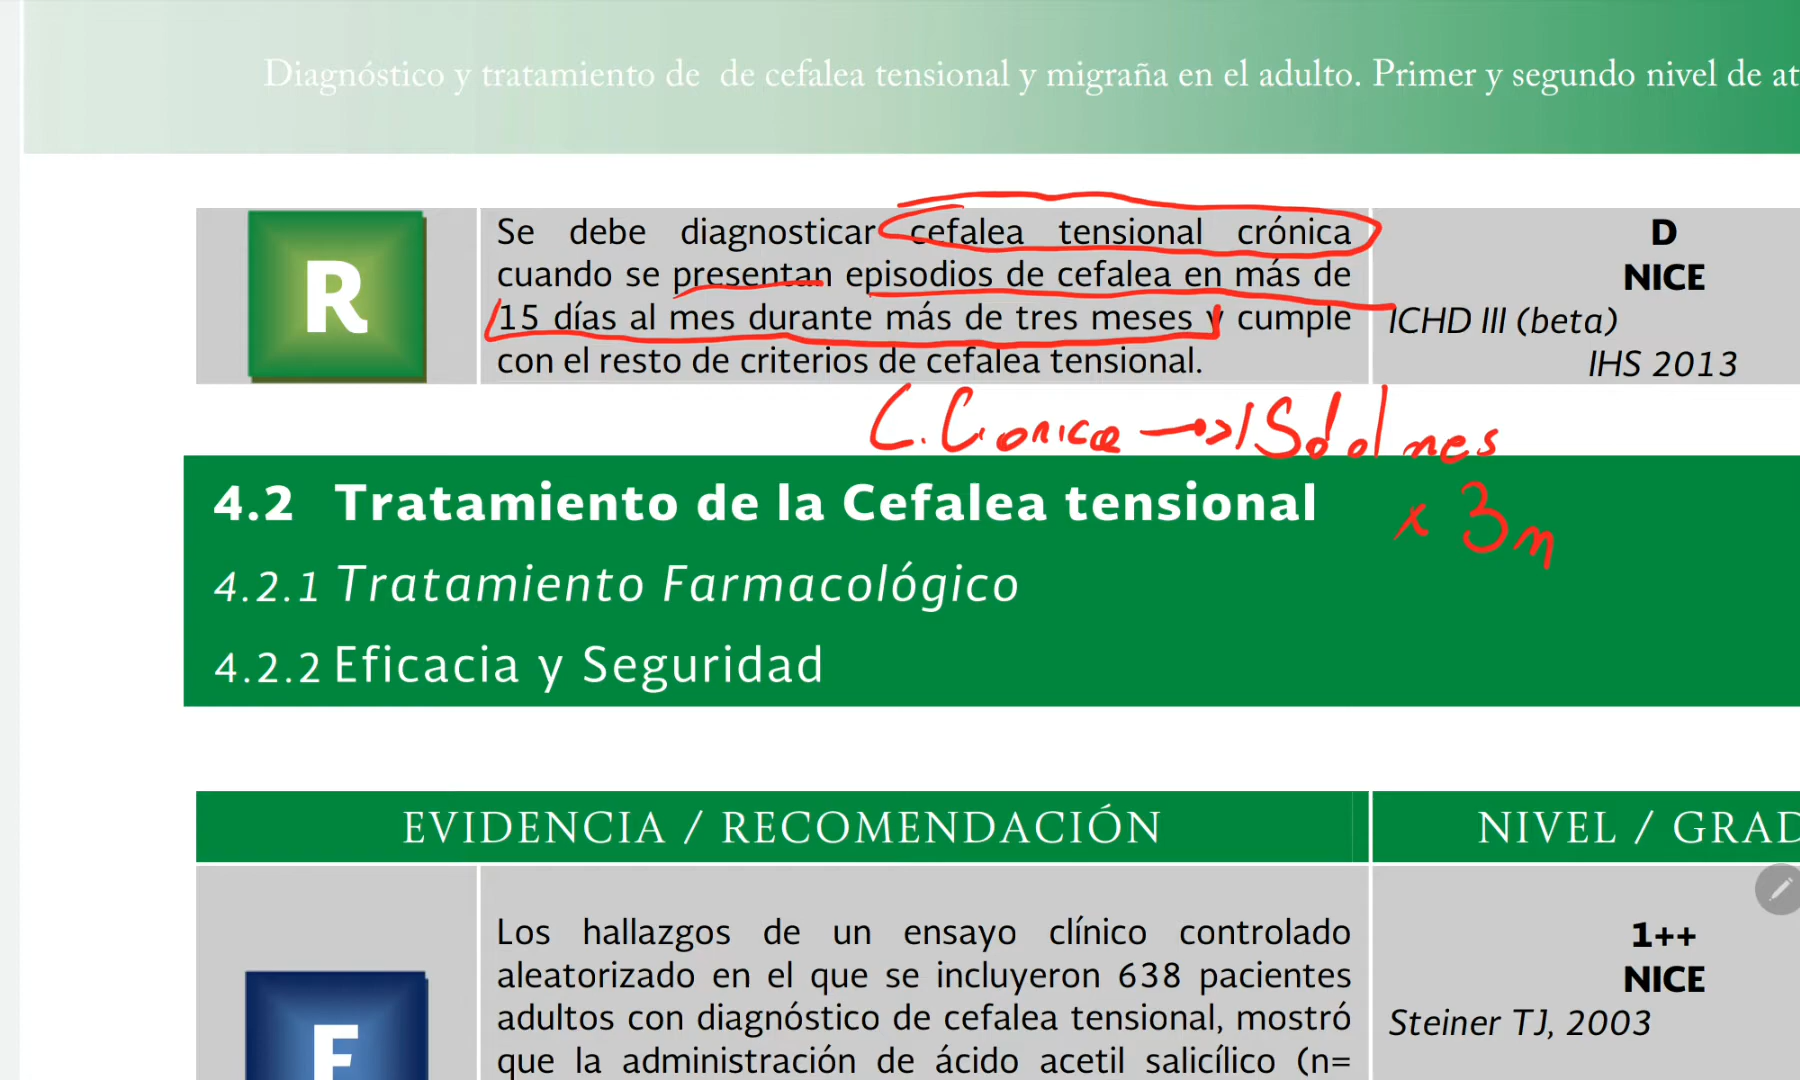 Diagnóstico y tratamiento de de cefalea tensional y migraña en el adulto. Primer y segundo nivel de at
R
Se debe diagnosticar cefalea tensional crónica
cuando se presentan episodios de cefalea en más de
15 días al mes durante más de tres meses y cumple
con el resto de criterios de cefalea tensional.
D
NICE
ICHD III (beta)
IHS 2013
C. Cronica → >15d al mes
x 3m
4.2 Tratamiento de la Cefalea tensional
4.2.1 Tratamiento Farmacológico
4.2.2 Eficacia y Seguridad
EVIDENCIA / RECOMENDACIÓN
NIVEL / GRAD
E
Los hallazgos de un ensayo clínico controlado
aleatorizado en el que se incluyeron 638 pacientes
adultos con diagnóstico de cefalea tensional, mostró
que la administración de ácido acetil salicílico (n=
1++
NICE
Steiner TJ, 2003